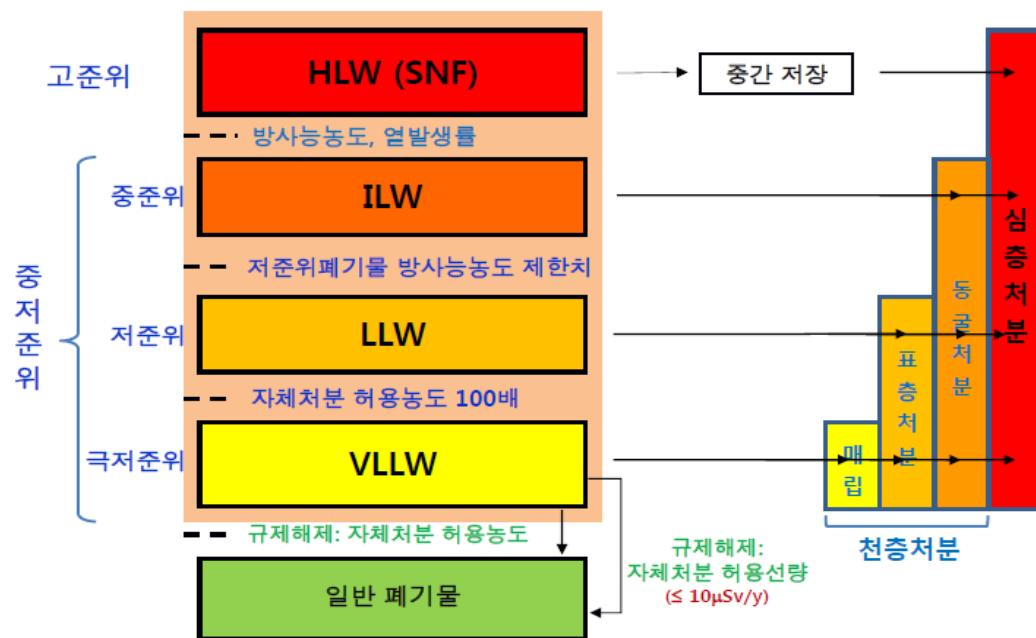 고준위
HLW (SNF)
중간 저장
방사능농도, 열발생률
중준위
ILW
저준위폐기물 방사능농도 제한치
중저준위
저준위
LLW
자체처분 허용농도 100배
극저준위
VLLW
매립
표층처분
동굴처분
심층처분
천층처분
규제해제: 자체처분 허용농도
규제해제:
자체처분 허용선량
(≤ 10μSv/y)
일반 폐기물